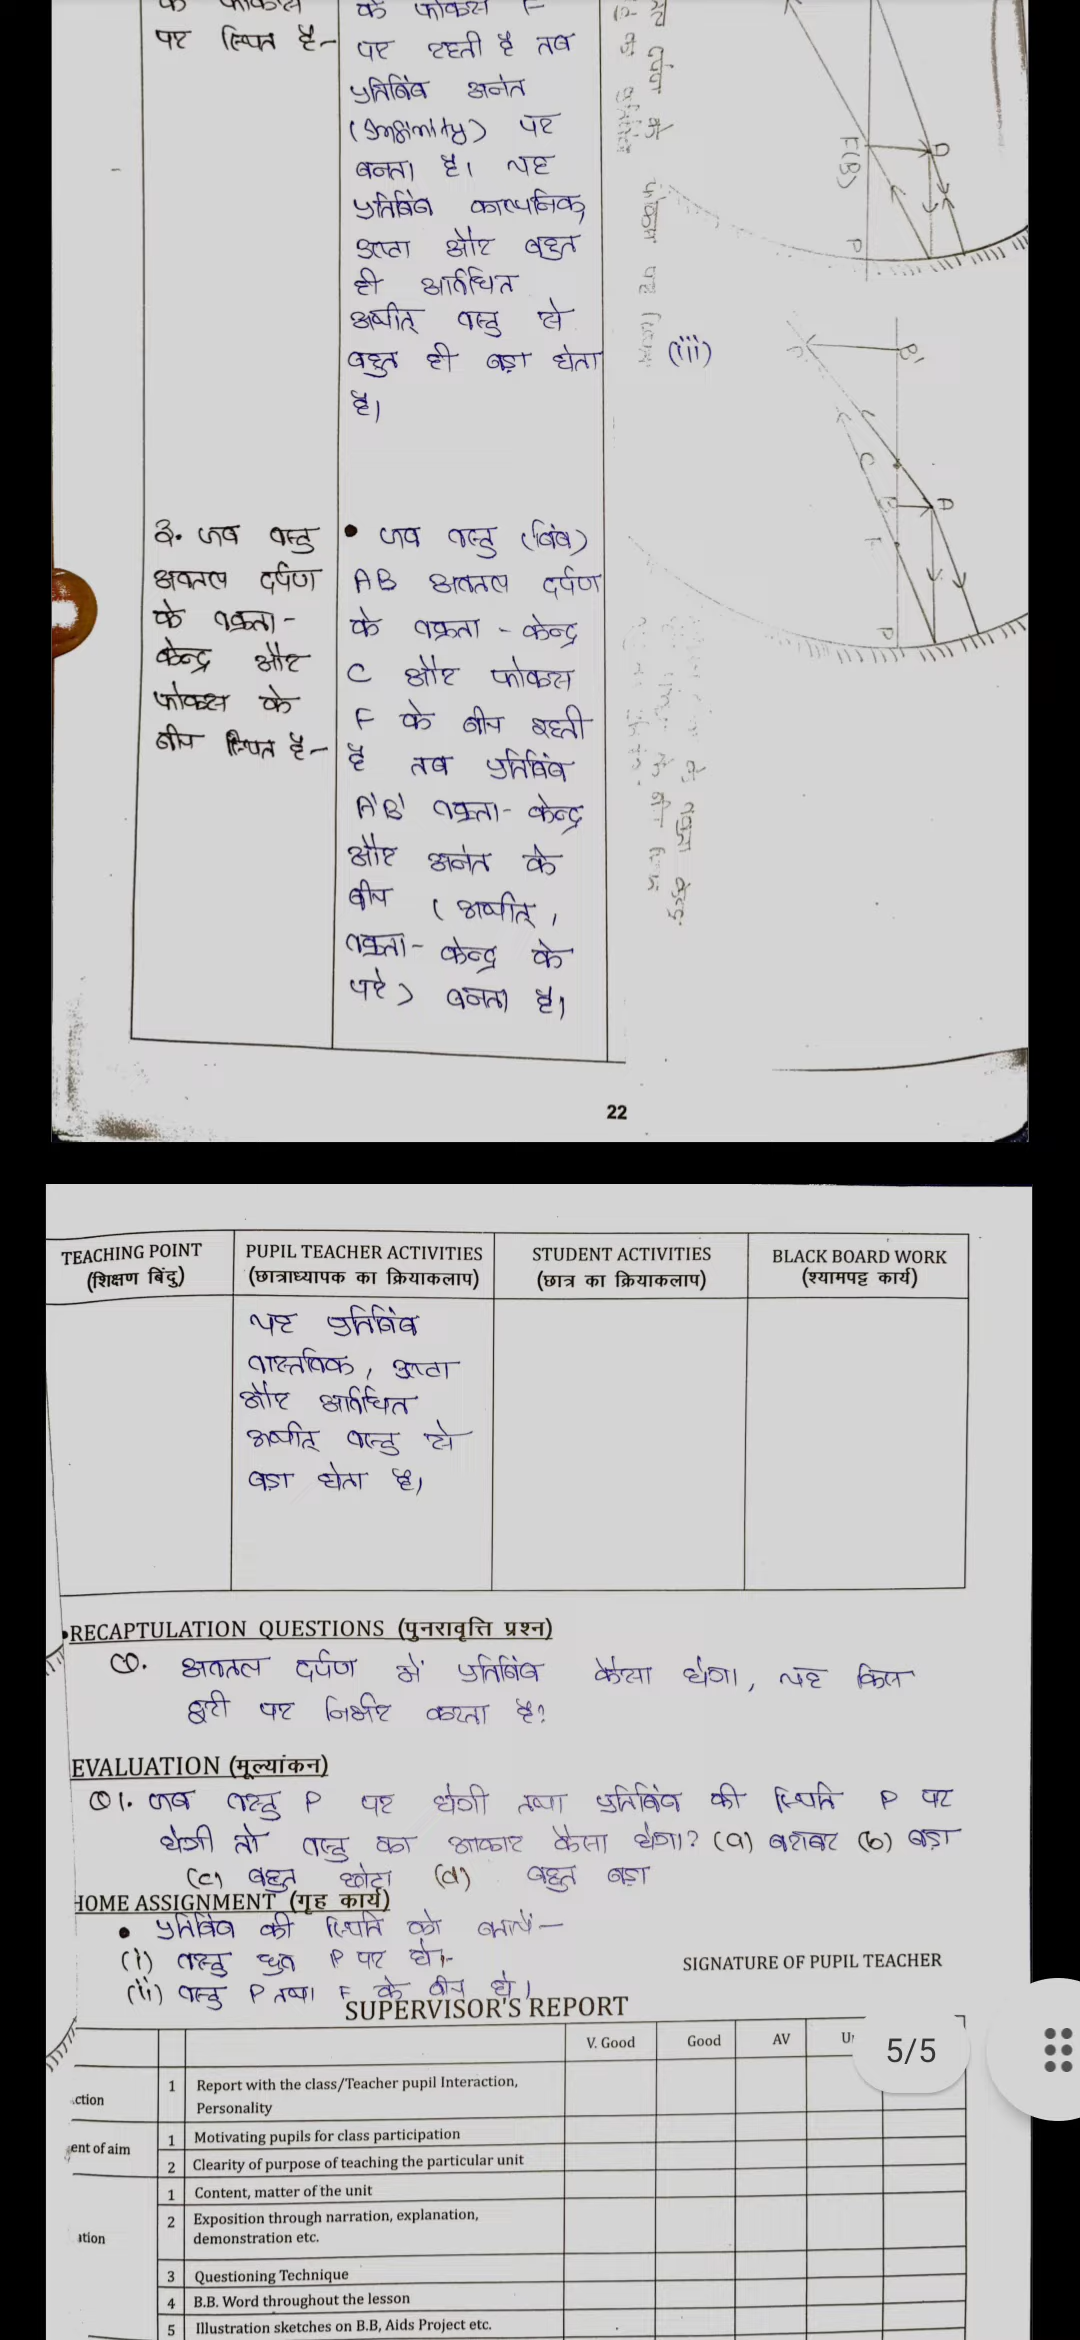 पर स्थित है-
के फोकस F
पर रहती है तब
प्रतिबिंब अनंत
(Infinity) पर
बनता है। यह
प्रतिबिंब काल्पनिक,
उल्टा और बहुत
ही आवर्धित
अर्थात् वस्तु से
बहुत ही बड़ा होता
है।
F(B)
A
P
(iii)
B'
A'
C
B
A
F
P
3. जब वस्तु
अवतल दर्पण
के वक्रता-
केन्द्र और
फोकस के
बीच स्थित है-
• जब वस्तु (बिंब)
AB अवतल दर्पण
के वक्रता - केन्द्र
C और फोकस
F के बीच रहती
है तब प्रतिबिंब
A'B' वक्रता- केन्द्र
और अनंत के
बीच (अर्थात्,
वक्रता- केन्द्र के
परे) बनता है।
22
TEACHING POINT
(शिक्षण बिंदु)
PUPIL TEACHER ACTIVITIES
(छात्राध्यापक का क्रियाकलाप)
STUDENT ACTIVITIES
(छात्र का क्रियाकलाप)
BLACK BOARD WORK
(श्यामपट्ट कार्य)
यह प्रतिबिंब
वास्तविक, उल्टा
और आवर्धित
अर्थात् वस्तु से
बड़ा होता है।
•RECAPTULATION QUESTIONS (पुनरावृत्ति प्रश्न)
Q. अवतल दर्पण में प्रतिबिंब कैसा होगा, यह किस
दूरी पर निर्भर करता है?
EVALUATION (मूल्यांकन)
Q1. जब वस्तु P पर होगी तथा प्रतिबिंब की स्थिति P पर
होगी तो वस्तु का आकार कैसा होगा? (a) बराबर (b) बड़ा
(c) बहुत छोटा (d) बहुत बड़ा
HOME ASSIGNMENT (गृह कार्य)
• प्रतिबिंब की स्थिति को बनायें—
(i) वस्तु ध्रुव P पर हो।-
(ii) वस्तु P तथा F के बीच हो।
SIGNATURE OF PUPIL TEACHER
SUPERVISOR'S REPORT
V. Good
Good
AV
5/5
ction
1 Report with the class/Teacher pupil Interaction,
Personality
ent of aim
1 Motivating pupils for class participation
2 Clearity of purpose of teaching the particular unit
ation
1 Content, matter of the unit
2 Exposition through narration, explanation,
demonstration etc.
3 Questioning Technique
4 B.B. Word throughout the lesson
5 Illustration sketches on B.B, Aids Project etc.